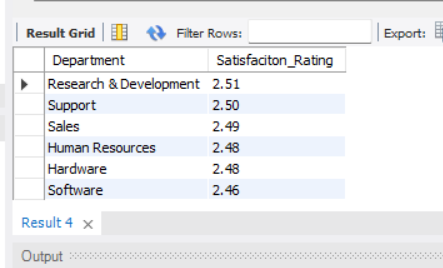 Result Grid Filter Rows: Export:
Department Satisfaciton_Rating
Research & Development 2.51
Support 2.50
Sales 2.49
Human Resources 2.48
Hardware 2.48
Software 2.46
Result 4 ×
Output